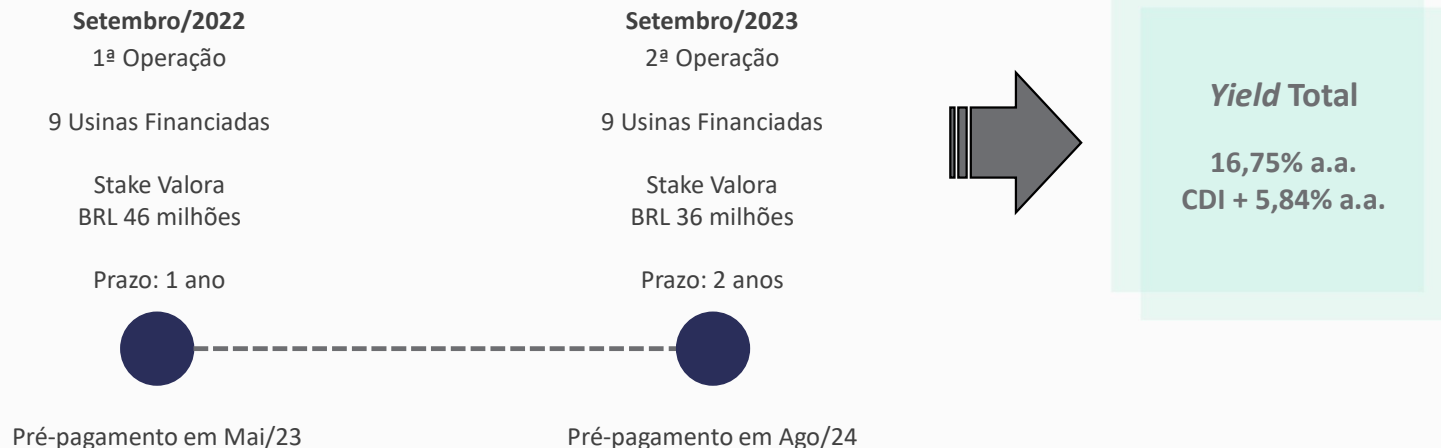 Setembro/2022
1ª Operação
9 Usinas Financiadas
Stake Valora
BRL 46 milhões
Prazo: 1 ano
Pré-pagamento em Mai/23
Setembro/2023
2ª Operação
9 Usinas Financiadas
Stake Valora
BRL 36 milhões
Prazo: 2 anos
Pré-pagamento em Ago/24
Yield Total
16,75% a.a.
CDI + 5,84% a.a.